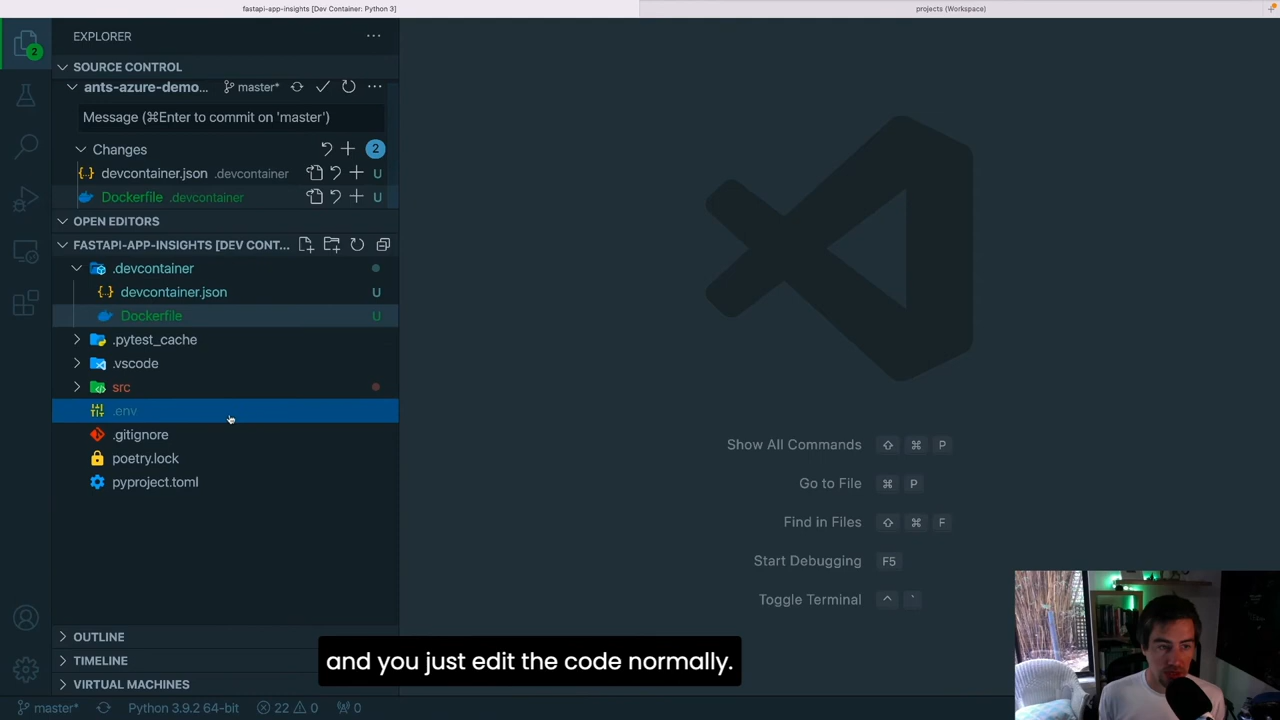 fastapi-app-insights [Dev Container: Python 3]
projects (Workspace)
EXPLORER
2
SOURCE CONTROL
ants-azure-demo... master*
Message (⌘Enter to commit on 'master')
Changes 2
devcontainer.json .devcontainer U
Dockerfile .devcontainer U
OPEN EDITORS
FASTAPI-APP-INSIGHTS [DEV CONT...
.devcontainer
devcontainer.json U
Dockerfile U
.pytest_cache
.vscode
src
.env
.gitignore
poetry.lock
pyproject.toml
OUTLINE
TIMELINE
VIRTUAL MACHINES
Show All Commands ⇧ ⌘ P
Go to File ⌘ P
Find in Files ⇧ ⌘ F
Start Debugging F5
Toggle Terminal ^ `
and you just edit the code normally.
master* Python 3.9.2 64-bit 22 0 0